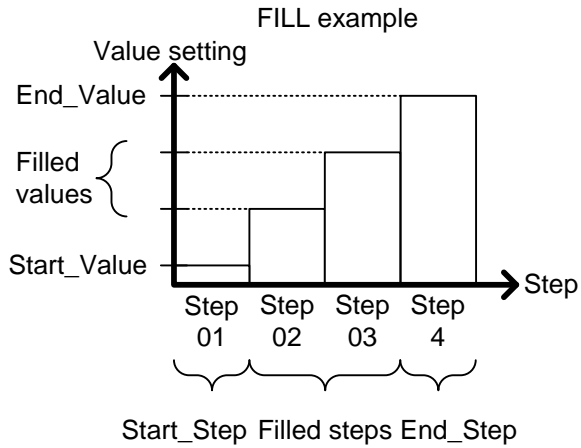 FILL example
Value setting
End_Value
Filled
values
Start_Value
Step
Step Step Step Step
01 02 03 4
Start_Step Filled steps End_Step